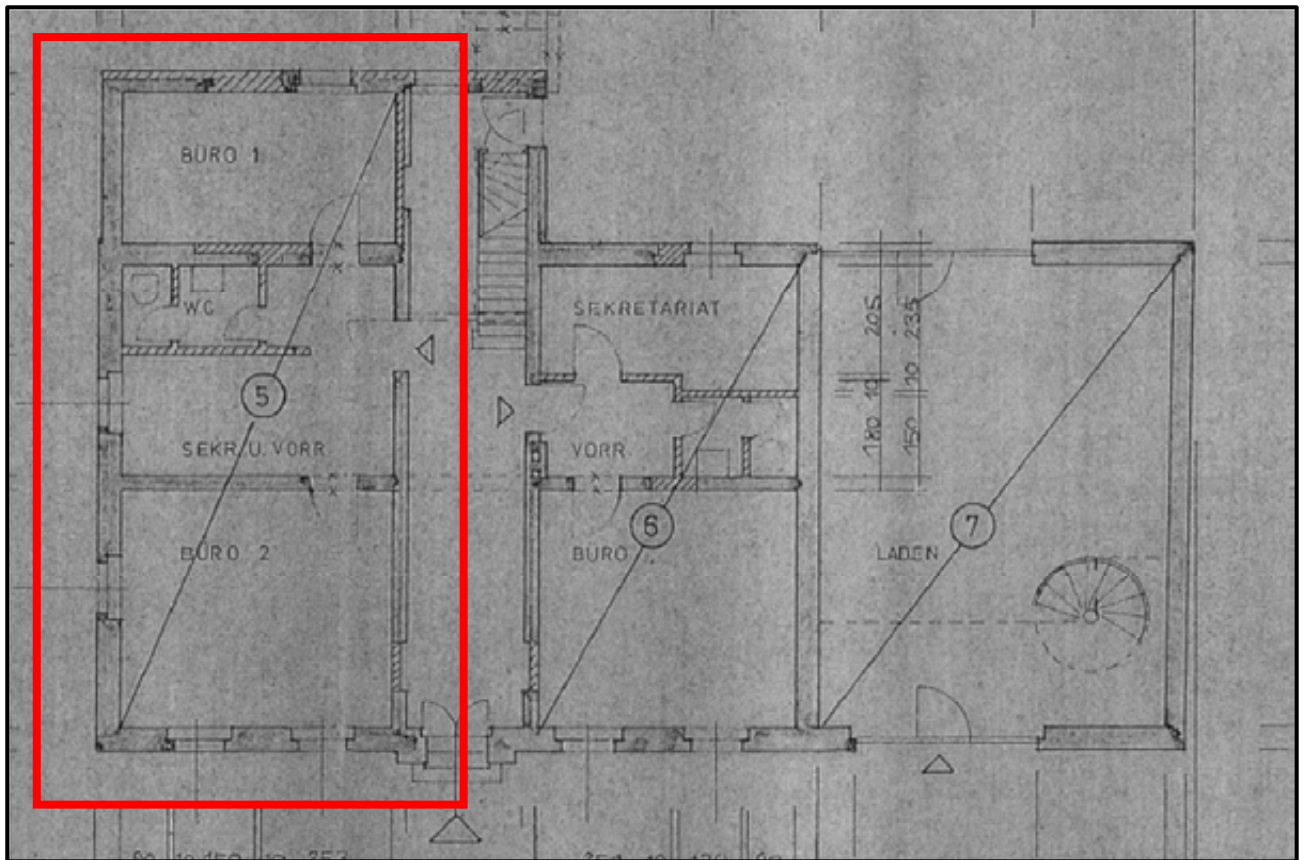 BÜRO 1
WC
SEKRETARIAT
205
235
5
10
10
180
150
SEKR. U. VORR
VORR.
BÜRO 2
6
BÜRO
7
LADEN